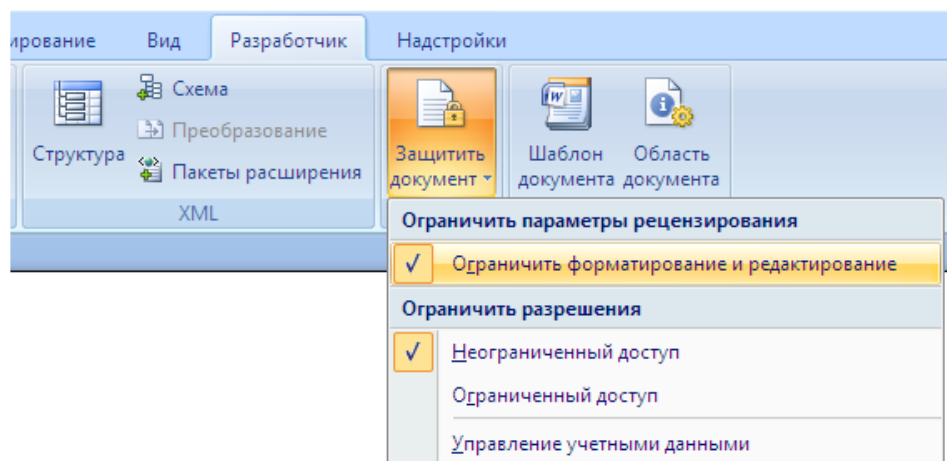 ирование Вид Разработчик Надстройки
Структура
Схема
Преобразование
Пакеты расширения
XML
Защитить
документ
Шаблон
документа
Область
документа
Ограничить параметры рецензирования
Ограничить форматирование и редактирование
Ограничить разрешения
Неограниченный доступ
Ограниченный доступ
Управление учетными данными